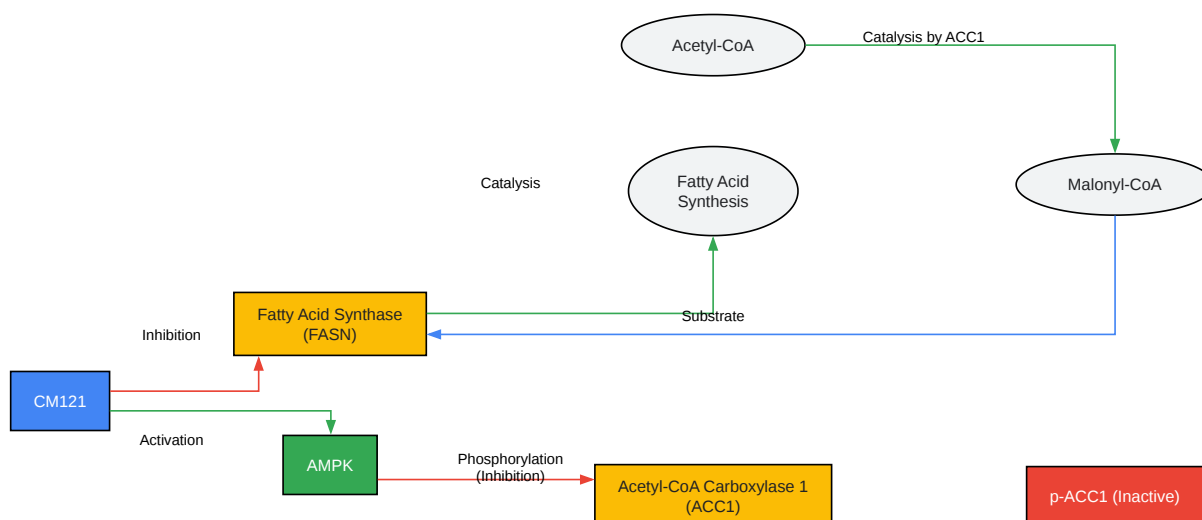 Acetyl-CoA
Catalysis by ACC1
Catalysis
Fatty Acid
Synthesis
Malonyl-CoA
Fatty Acid Synthase
(FASN)
Substrate
Inhibition
CM121
Activation
AMPK
Phosphorylation
(Inhibition)
Acetyl-CoA Carboxylase 1
(ACC1)
p-ACC1 (Inactive)